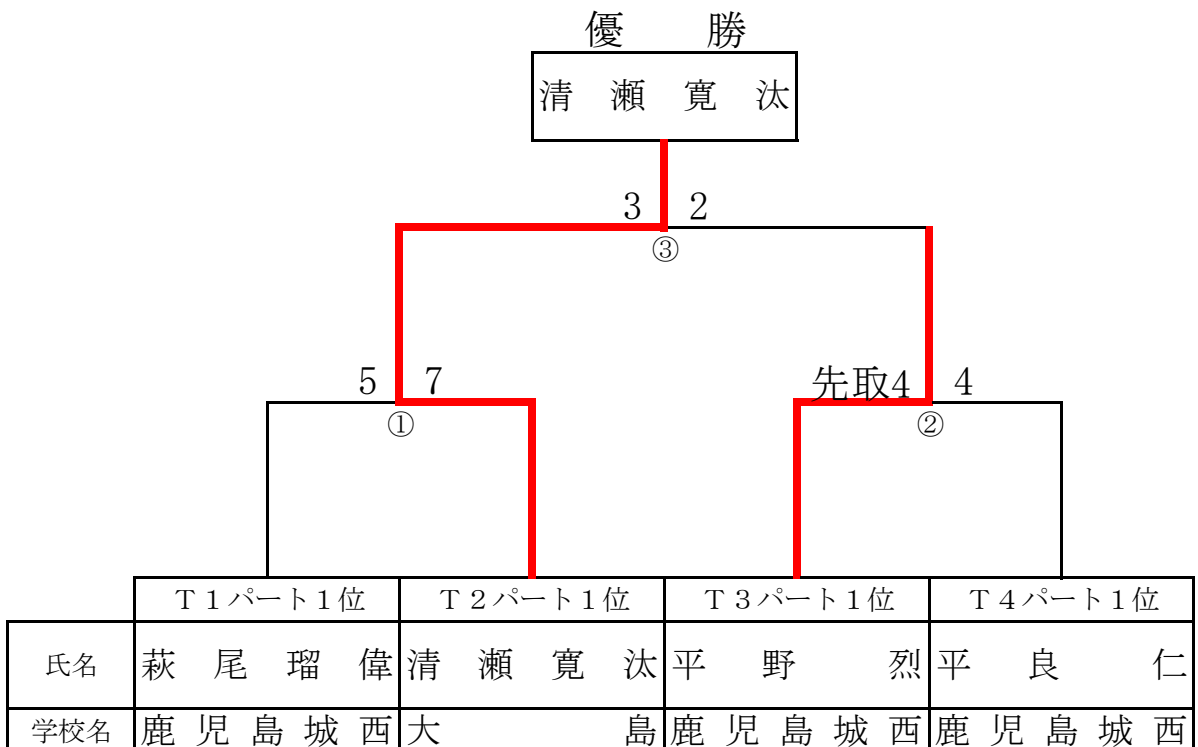 優　勝
清　瀬　寛　汰
3 2
③
5 7 先取4 4
① ②
Ｔ１パート１位 Ｔ２パート１位 Ｔ３パート１位 Ｔ４パート１位
氏名 萩　尾　瑠　偉 清　瀬　寛　汰 平　野　　烈 平　良　　仁
学校名 鹿児島城西 大　　島 鹿児島城西 鹿児島城西